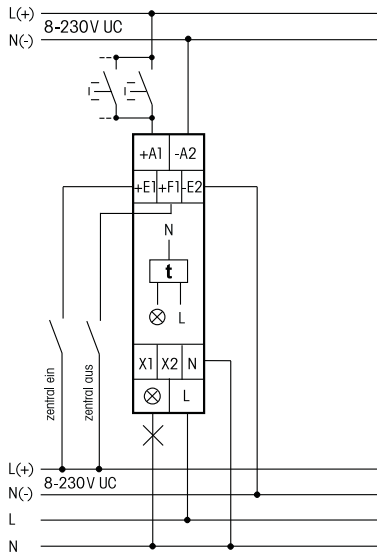 L(+)
8-230V UC
N(-)
+A1 -A2
+E1 +F1 -E2
N
t
L
X1 X2 N
L
zentral ein
zentral aus
L(+)
8-230V UC
N(-)
L
N